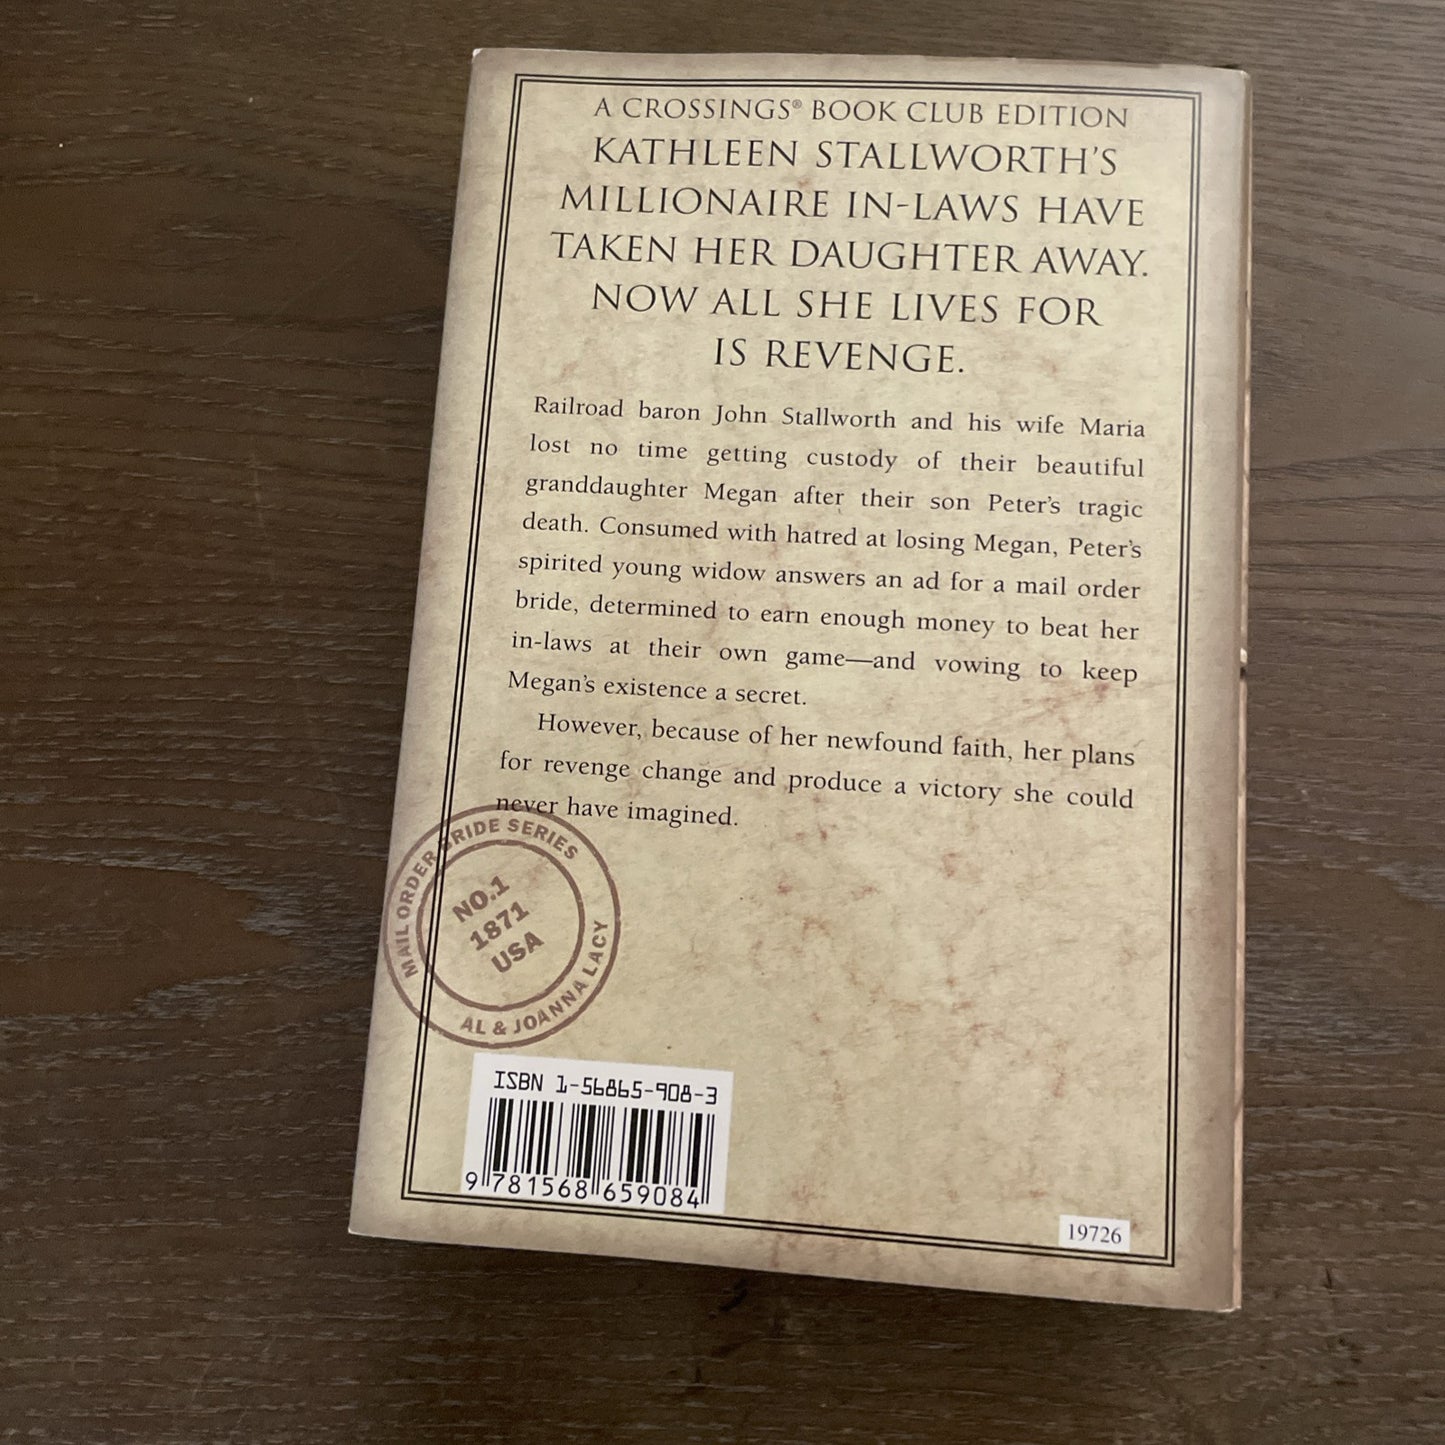 A CROSSINGS® BOOK CLUB EDITION
KATHLEEN STALLWORTH'S
MILLIONAIRE IN-LAWS HAVE
TAKEN HER DAUGHTER AWAY.
NOW ALL SHE LIVES FOR
IS REVENGE.
Railroad baron John Stallworth and his wife Maria
lost no time getting custody of their beautiful
granddaughter Megan after their son Peter's tragic
death. Consumed with hatred at losing Megan, Peter's
spirited young widow answers an ad for a mail order
bride, determined to earn enough money to beat her
in-laws at their own game—and vowing to keep
Megan's existence a secret.
However, because of her newfound faith, her plans
for revenge change and produce a victory she could
never have imagined.
MAIL ORDER BRIDE SERIES
NO.1
1871
USA
AL & JOANNA LACY
ISBN 1-56865-908-3
9 781568 659084
19726